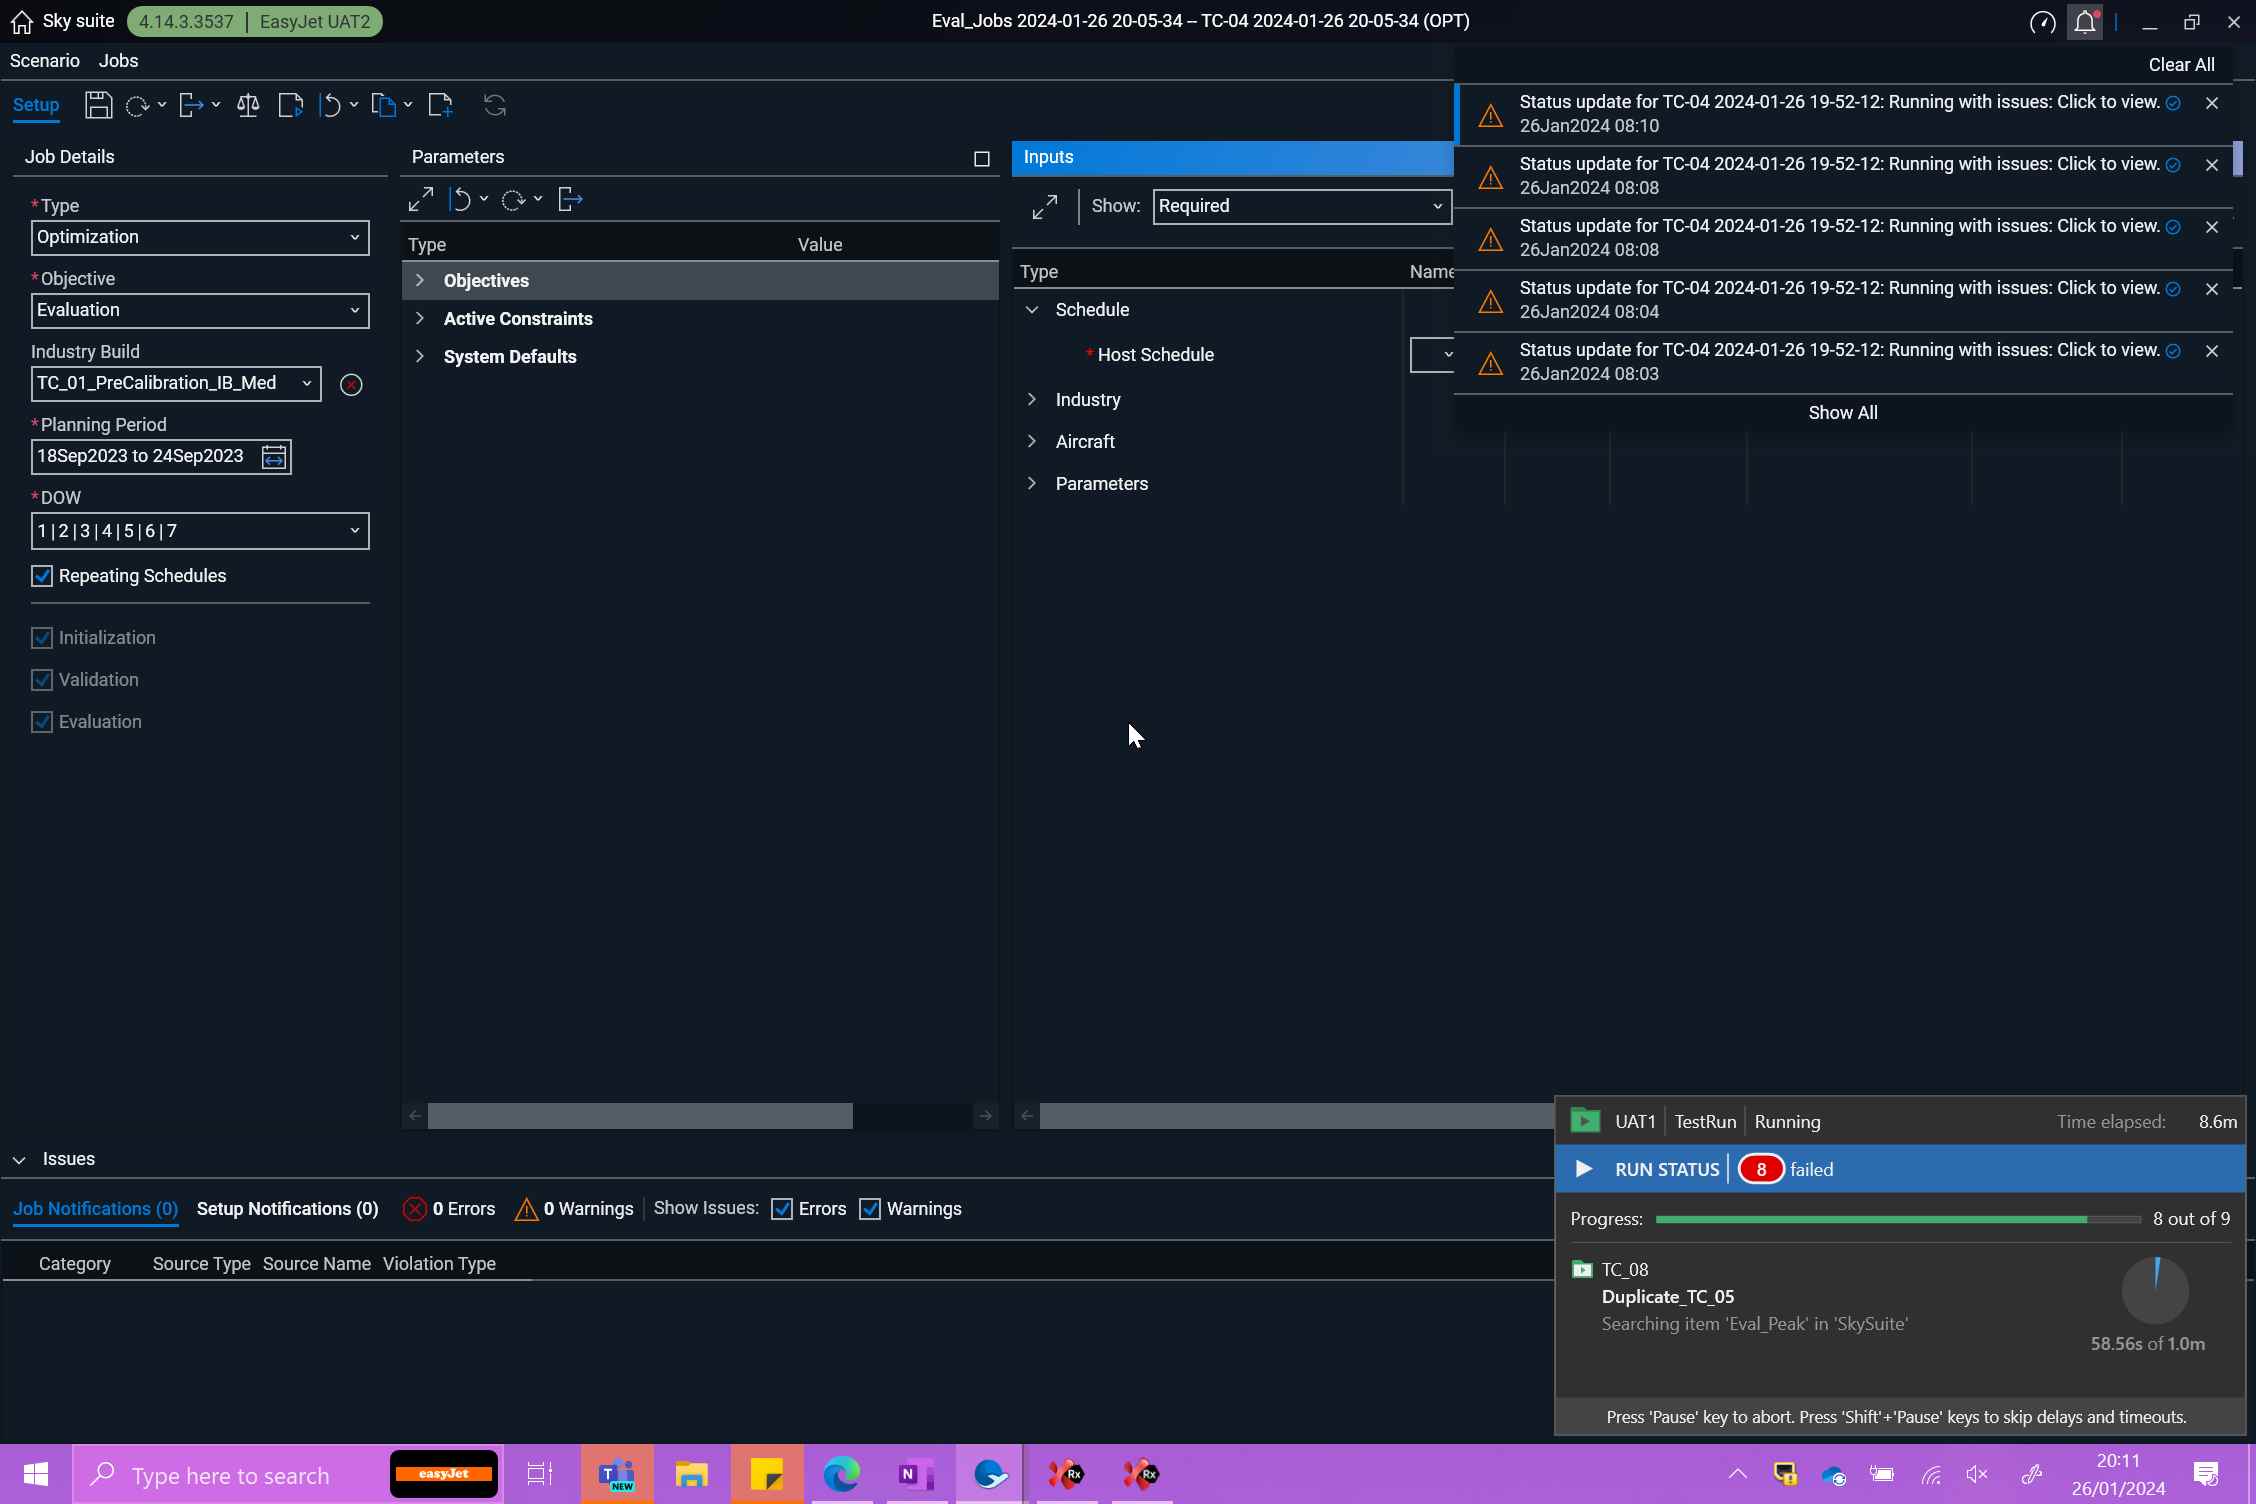 Sky suite 4.14.3.3537 | EasyJet UAT2
Eval_Jobs 2024-01-26 20-05-34 – TC-04 2024-01-26 20-05-34 (OPT)
Scenario Jobs
Setup
Job Details
*Type
Optimization
*Objective
Evaluation
Industry Build
TC_01_PreCalibration_IB_Med
*Planning Period
18Sep2023 to 24Sep2023
*DOW
1|2|3|4|5|6|7
Repeating Schedules
Initialization
Validation
Evaluation
Parameters
Type Value
Objectives
Active Constraints
System Defaults
Inputs
Show: Required
Type Name
Schedule
* Host Schedule
Industry
Aircraft
Parameters
Clear All
Status update for TC-04 2024-01-26 19-52-12: Running with issues: Click to view.
26Jan2024 08:10
Status update for TC-04 2024-01-26 19-52-12: Running with issues: Click to view.
26Jan2024 08:08
Status update for TC-04 2024-01-26 19-52-12: Running with issues: Click to view.
26Jan2024 08:08
Status update for TC-04 2024-01-26 19-52-12: Running with issues: Click to view.
26Jan2024 08:04
Status update for TC-04 2024-01-26 19-52-12: Running with issues: Click to view.
26Jan2024 08:03
Show All
Issues
Job Notifications (0) Setup Notifications (0) 0 Errors 0 Warnings Show Issues: Errors Warnings
Category Source Type Source Name Violation Type
UAT1 TestRun Running Time elapsed: 8.6m
RUN STATUS 8 failed
Progress: 8 out of 9
TC_08
Duplicate_TC_05
Searching item 'Eval_Peak' in 'SkySuite'
58.56s of 1.0m
Press 'Pause' key to abort. Press 'Shift'+'Pause' keys to skip delays and timeouts.
Type here to search
easyJet
T
NEW
N
Rx
Rx
20:11
26/01/2024